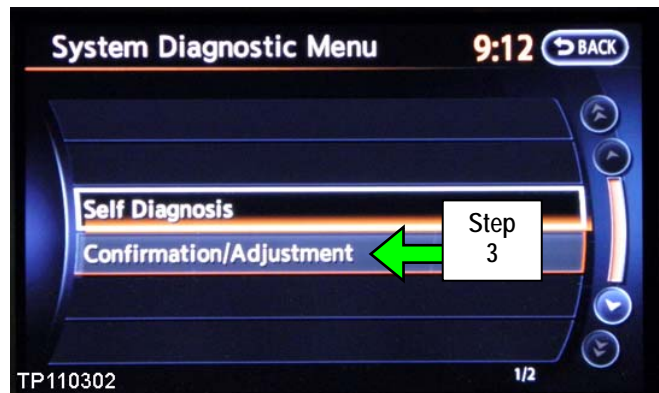 System Diagnostic Menu 9:12 BACK
Self Diagnosis
Confirmation/Adjustment
Step
3
1/2
TP110302